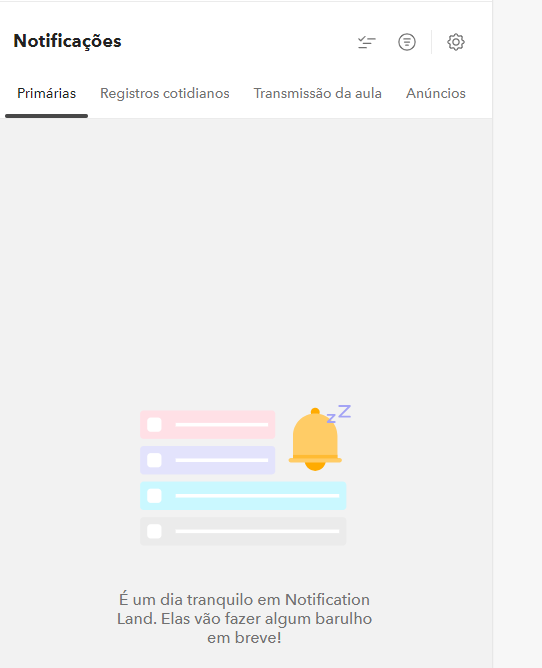 Notificações
Primárias Registros cotidianos Transmissão da aula Anúncios
z z
É um dia tranquilo em Notification
Land. Elas vão fazer algum barulho
em breve!